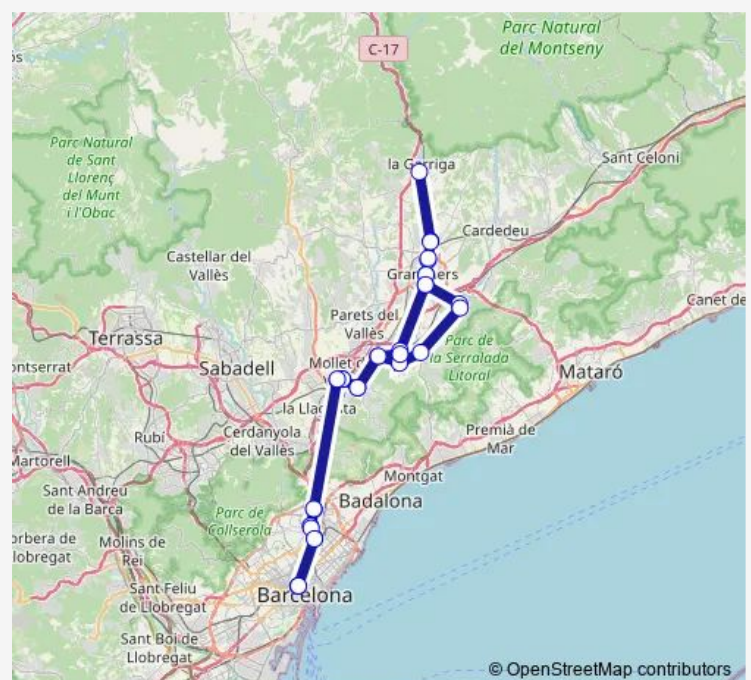 Parc Natural
del Montseny
C-17
Parc Natural
de Sant
Llorenç
del Munt
i l'Obac
la Garriga
Sant Celoni
Cardedeu
Castellar del
Vallès
Granollers
Parets del
Vallès
Canet de
Terrassa
Parc de
la Serralada
Litoral
Sabadell
Mollet d
Mataró
la Llagosta
Rubí
Cerdanyola
del Vallès
Premià de
Mar
Martorell
Montgat
Sant Andreu
de la Barca
Badalona
Parc de
Collserola
Molins de
Rei
Sant Feliu
de Llobregat
Barcelona
Sant Boi de
Llobregat
© OpenStreetMap contributors